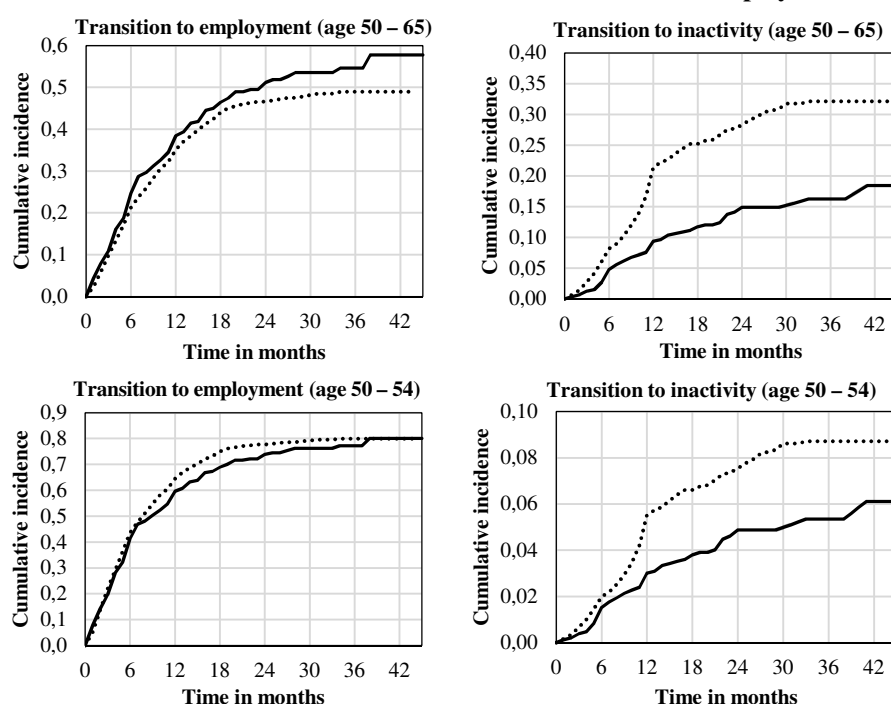 Transition to employment (age 50 – 65)
0,6
0,5
0,4
0,3
0,2
0,1
0,0
Cumulative incidence
0 6 12 18 24 30 36 42
Time in months
Transition to inactivity (age 50 – 65)
0,40
0,35
0,30
0,25
0,20
0,15
0,10
0,05
0,00
Cumulative incidence
0 6 12 18 24 30 36 42
Time in months
Transition to employment (age 50 – 54)
0,9
0,8
0,7
0,6
0,5
0,4
0,3
0,2
0,1
0,0
Cumulative incidence
0 6 12 18 24 30 36 42
Time in months
Transition to inactivity (age 50 – 54)
0,10
0,08
0,06
0,04
0,02
0,00
Cumulative incidence
0 6 12 18 24 30 36 42
Time in months